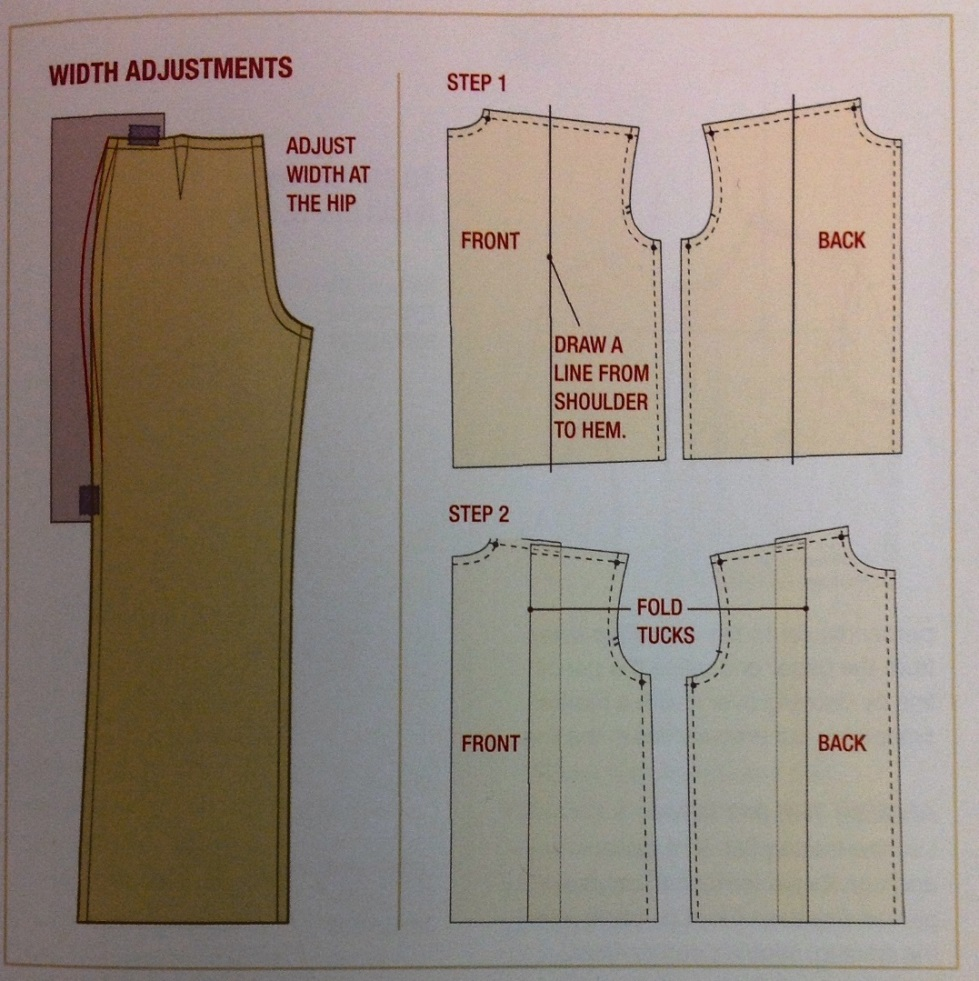 WIDTH ADJUSTMENTS
ADJUST
WIDTH AT
THE HIP
STEP 1
FRONT
BACK
DRAW A
LINE FROM
SHOULDER
TO HEM.
STEP 2
FOLD
TUCKS
FRONT
BACK